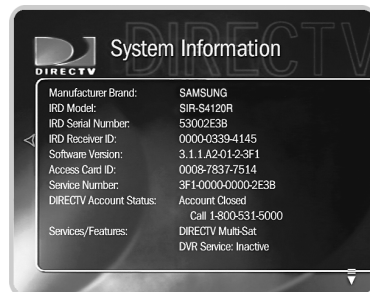 DIRECTV
DIRECTV
System Information
Manufacturer Brand: SAMSUNG
IRD Model: SIR-S4120R
IRD Serial Number: 53002E3B
IRD Receiver ID: 0000-0339-4145
Software Version: 3.1.1.A2-01-2-3F1
Access Card ID: 0008-7837-7514
Service Number: 3F1-0000-0000-2E3B
DIRECTV Account Status: Account Closed
Call 1-800-531-5000
Services/Features: DIRECTV Multi-Sat
DVR Service: Inactive